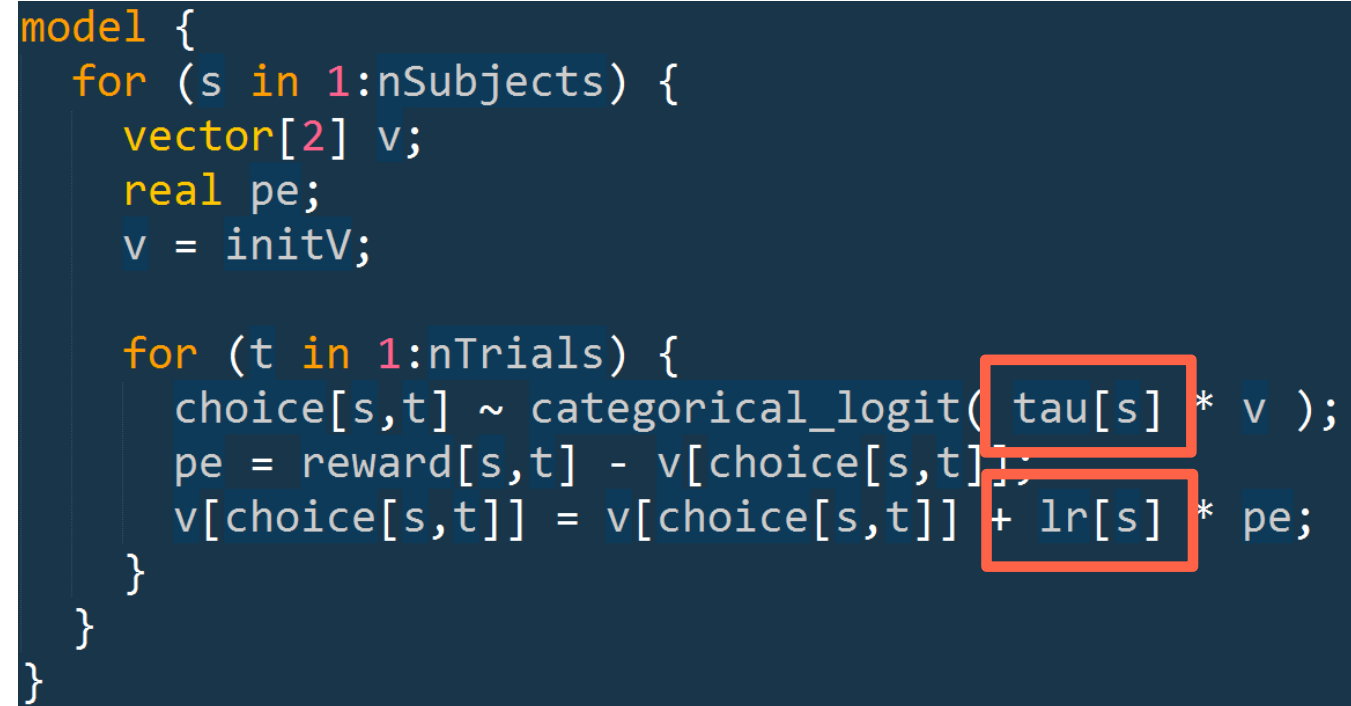 model {
  for (s in 1:nSubjects) {
    vector[2] v;
    real pe;
    v = initV;

    for (t in 1:nTrials) {
      choice[s,t] ~ categorical_logit( tau[s] * v );
      pe = reward[s,t] - v[choice[s,t]];
      v[choice[s,t]] = v[choice[s,t]] + lr[s] * pe;
    }
  }
}